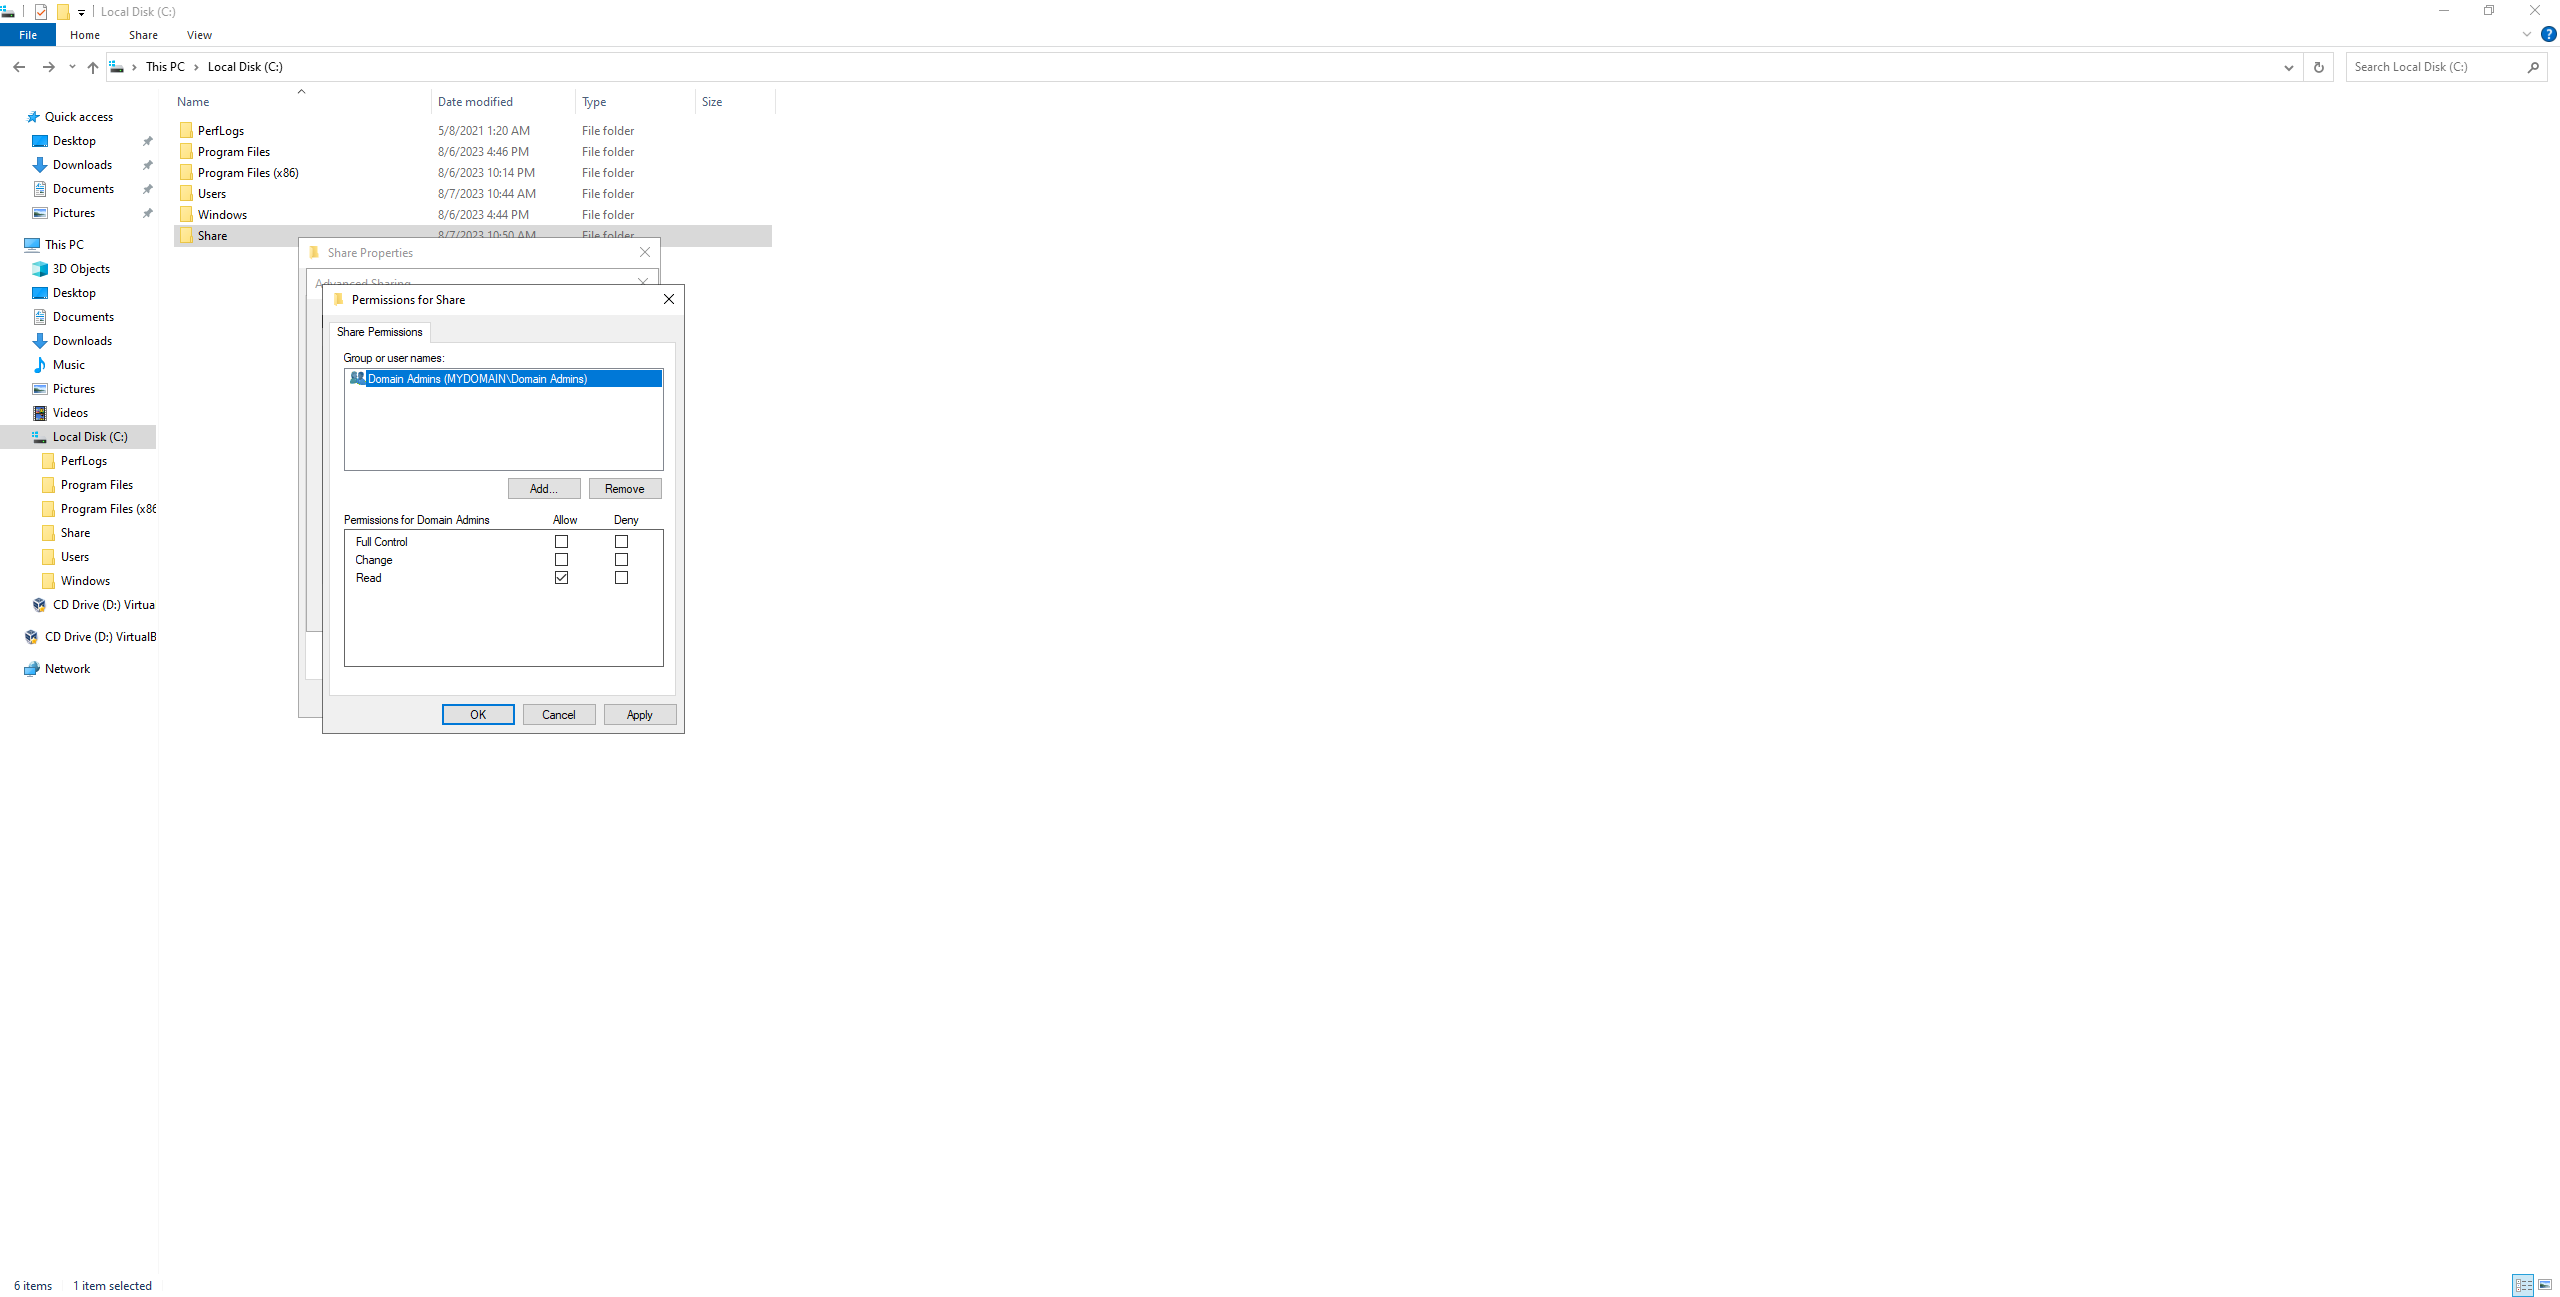 Local Disk (C:)
File Home Share View
This PC Local Disk (C:) Search Local Disk (C:)
Name Date modified Type Size
Quick access
Desktop
Downloads
Documents
Pictures
This PC
3D Objects
Desktop
Documents
Downloads
Music
Pictures
Videos
Local Disk (C:)
PerfLogs
Program Files
Program Files (x86
Share
Users
Windows
CD Drive (D:) Virtua
CD Drive (D:) VirtualB
Network
PerfLogs 5/8/2021 1:20 AM File folder
Program Files 8/6/2023 4:46 PM File folder
Program Files (x86) 8/6/2023 10:14 PM File folder
Users 8/7/2023 10:44 AM File folder
Windows 8/6/2023 4:44 PM File folder
Share 8/7/2023 10:50 AM File folder
Share Properties
Advanced Sharing
Permissions for Share
Share Permissions
Group or user names:
Domain Admins (MYDOMAIN\Domain Admins)
Add... Remove
Permissions for Domain Admins Allow Deny
Full Control
Change
Read
OK Cancel Apply
6 items 1 item selected